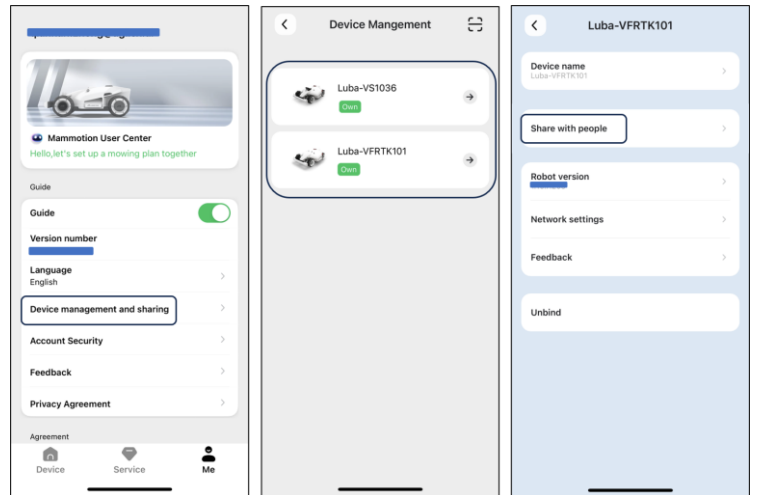 Mammotion User Center
Hello,let's set up a mowing plan together
Guide
Guide
Version number
Language
English
Device management and sharing
Account Security
Feedback
Privacy Agreement
Agreement
Device
Service
Me
Device Mangement
Luba-VS1036
Own
Luba-VFRTK101
Own
Luba-VFRTK101
Device name
Luba-VFRTK101
Share with people
Robot version
Network settings
Feedback
Unbind